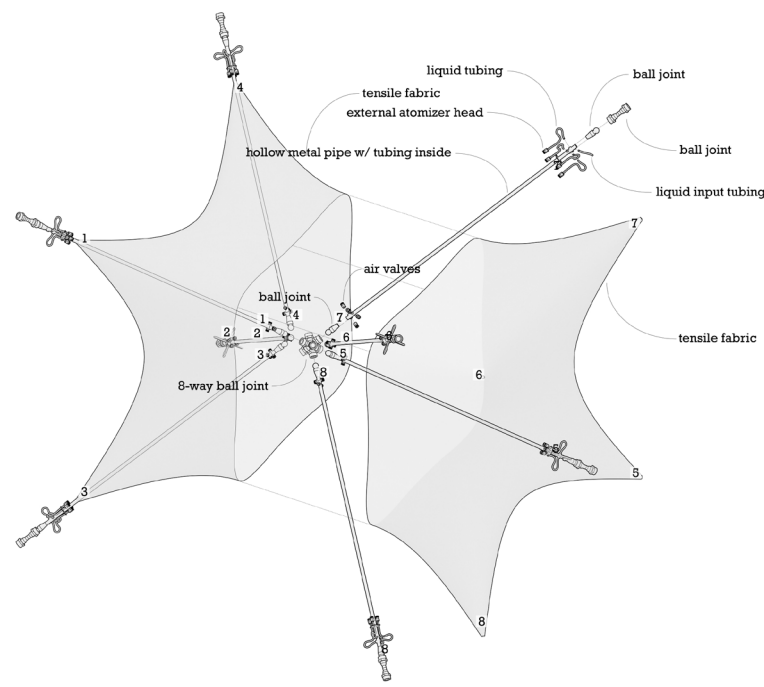 liquid tubing
ball joint
4
tensile fabric
external atomizer head
hollow metal pipe w/ tubing inside
ball joint
liquid input tubing
1
7
air valves
ball joint
1
4
7
2
2
6
6
3
5
8
8-way ball joint
6
tensile fabric
5
5
3
8
8